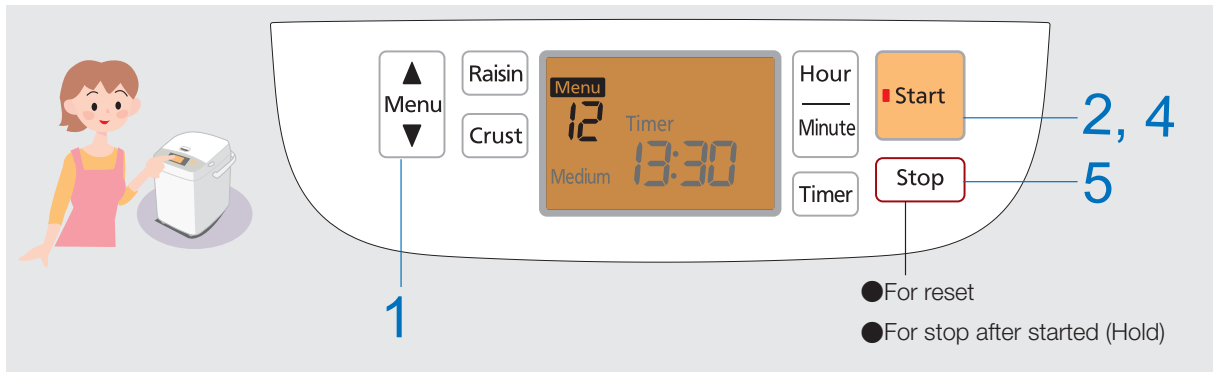 Menu
Raisin
Crust
Menu
12
Timer
13:30
Medium
Hour
Minute
Timer
Start
Stop
2, 4
5
1
●For reset
●For stop after started (Hold)